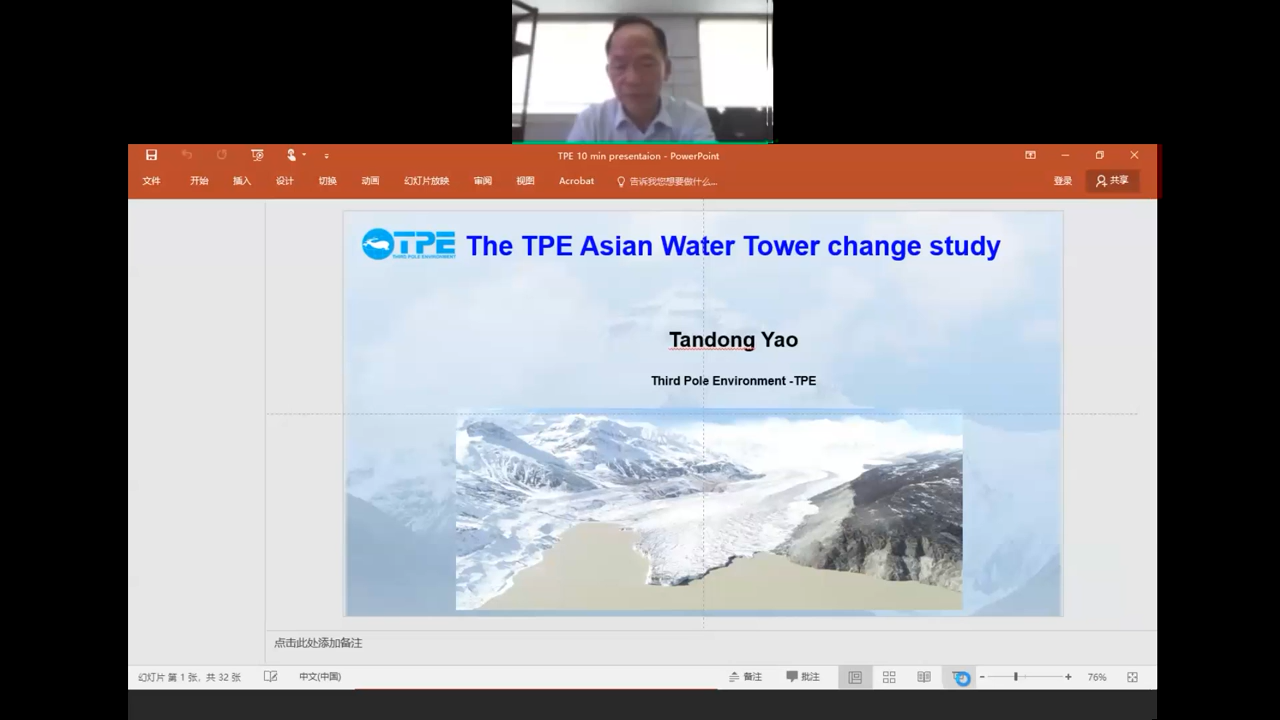 TPE 10 min presentaion - PowerPoint
文件 开始 插入 设计 切换 动画 幻灯片放映 审阅 视图 Acrobat 告诉我您想要做什么... 登录 共享
TPE
THIRD POLE ENVIRONMENT
The TPE Asian Water Tower change study
Tandong Yao
Third Pole Environment -TPE
点击此处添加备注
幻灯片 第 1 张，共 32 张 中文(中国) 备注 批注 76%